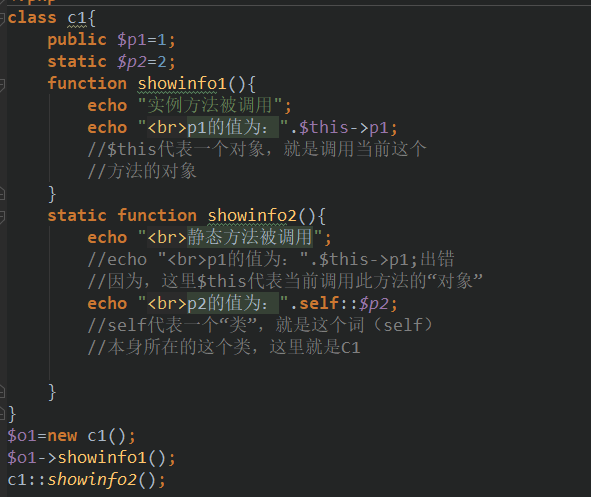 class c1{
    public $p1=1;
    static $p2=2;
    function showinfo1(){
        echo "实例方法被调用";
        echo "<br>p1的值为：".$this->p1;
        //$this代表一个对象，就是调用当前这个
        //方法的对象
    }
    static function showinfo2(){
        echo "<br>静态方法被调用";
        //echo "<br>p1的值为：".$this->p1;出错
        //因为，这里$this代表当前调用此方法的“对象”
        echo "<br>p2的值为：".self::$p2;
        //self代表一个“类”，就是这个词（self）
        //本身所在的这个类，这里就是C1
    }
}
$o1=new c1();
$o1->showinfo1();
c1::showinfo2();